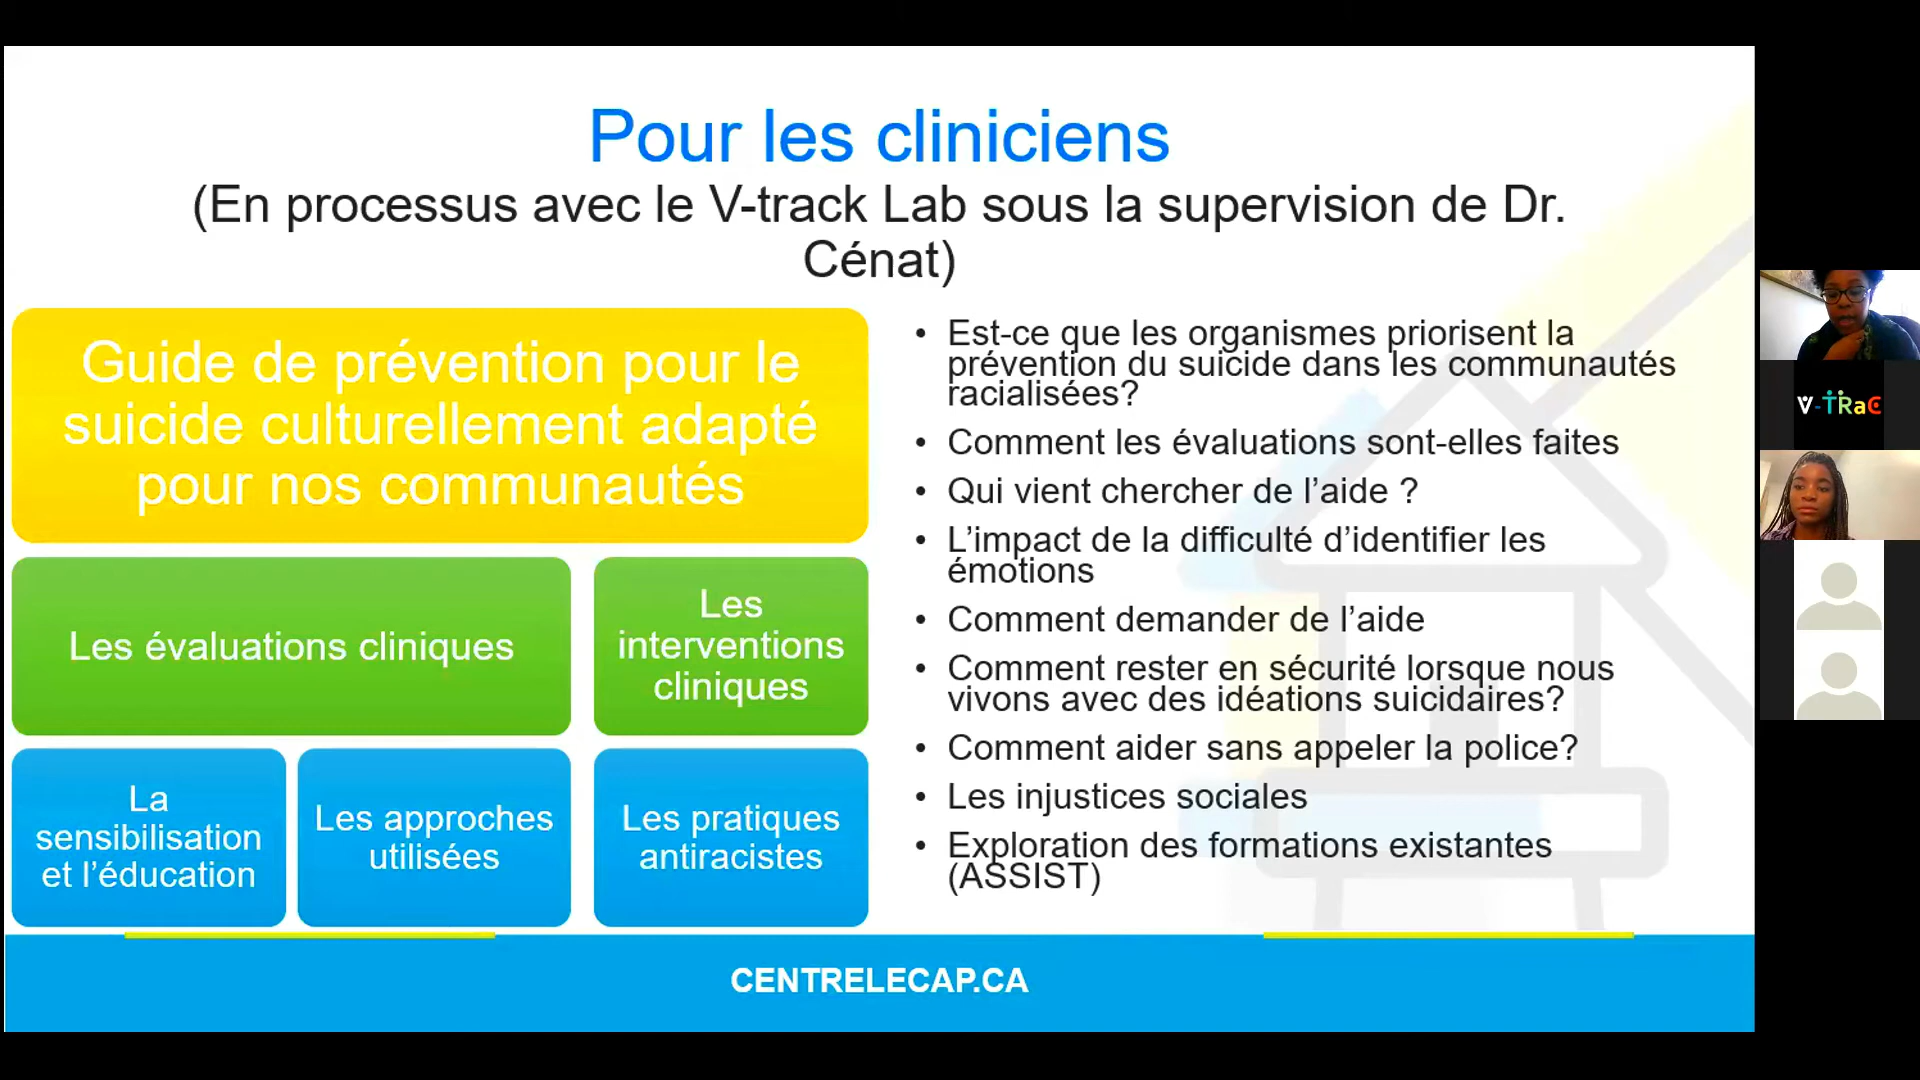 Pour les cliniciens
(En processus avec le V-track Lab sous la supervision de Dr.
Cénat)
Guide de prévention pour le
suicide culturellement adapté
pour nos communautés
Les évaluations cliniques
Les
interventions
cliniques
La
sensibilisation
et l’éducation
Les approches
utilisées
Les pratiques
antiracistes
• Est-ce que les organismes priorisent la
prévention du suicide dans les communautés
racialisées?
• Comment les évaluations sont-elles faites
• Qui vient chercher de l’aide ?
• L’impact de la difficulté d’identifier les
émotions
• Comment demander de l’aide
• Comment rester en sécurité lorsque nous
vivons avec des idéations suicidaires?
• Comment aider sans appeler la police?
• Les injustices sociales
• Exploration des formations existantes
(ASSIST)
CENTRELECAP.CA
V-TRaC